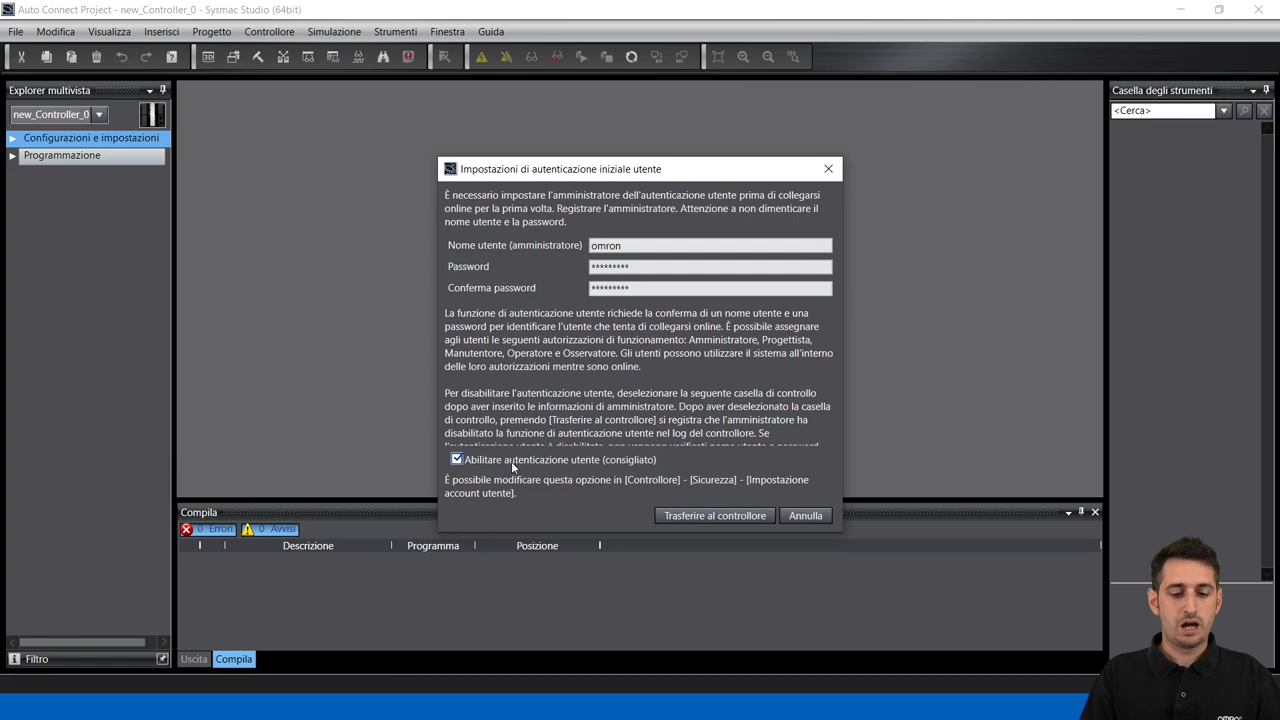 Auto Connect Project - new_Controller_0 - Sysmac Studio (64bit)
File Modifica Visualizza Inserisci Progetto Controllore Simulazione Strumenti Finestra Guida
Explorer multivista
new_Controller_0
Configurazioni e impostazioni
Programmazione
Casella degli strumenti
<Cerca>
Impostazioni di autenticazione iniziale utente
È necessario impostare l'amministratore dell'autenticazione utente prima di collegarsi
online per la prima volta. Registrare l'amministratore. Attenzione a non dimenticare il
nome utente e la password.
Nome utente (amministratore) omron
Password *********
Conferma password *********
La funzione di autenticazione utente richiede la conferma di un nome utente e una
password per identificare l'utente che tenta di collegarsi online. È possibile assegnare
agli utenti le seguenti autorizzazioni di funzionamento: Amministratore, Progettista,
Manutentore, Operatore e Osservatore. Gli utenti possono utilizzare il sistema all'interno
delle loro autorizzazioni mentre sono online.
Per disabilitare l'autenticazione utente, deselezionare la seguente casella di controllo
dopo aver inserito le informazioni di amministratore. Dopo aver deselezionato la casella
di controllo, premendo [Trasferire al controllore] si registra che l'amministratore ha
disabilitato la funzione di autenticazione utente nel log del controllore. Se
Abilitare autenticazione utente (consigliato)
È possibile modificare questa opzione in [Controllore] - [Sicurezza] - [Impostazione
account utente].
Trasferire al controllore Annulla
Compila
0 Errori 0 Avvisi
Descrizione Programma Posizione
Uscita Compila
Filtro